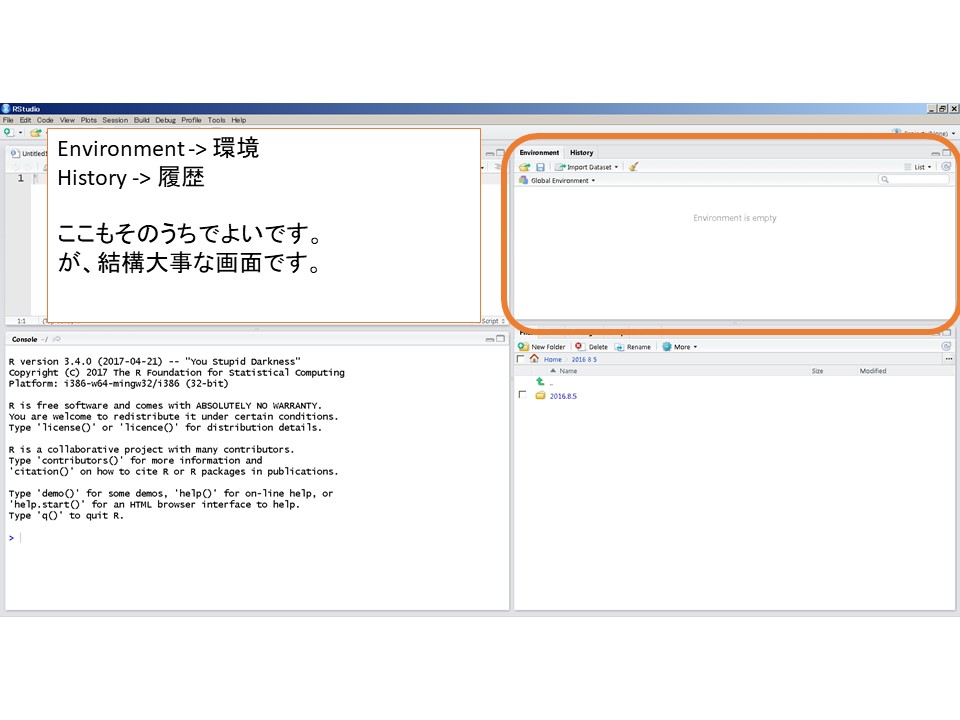 RStudio
File Edit Code View Plots Session Build Debug Profile Tools Help
Untitled
1
Environment -> 環境
History -> 履歴
ここもそのうちでよいです。
が、結構大事な画面です。
1:1
Script
Environment History
Import Dataset List
Global Environment
Environment is empty
Console ~/
R version 3.4.0 (2017-04-21) -- "You Stupid Darkness"
Copyright (C) 2017 The R Foundation for Statistical Computing
Platform: i386-w64-mingw32/i386 (32-bit)
R is free software and comes with ABSOLUTELY NO WARRANTY.
You are welcome to redistribute it under certain conditions.
Type 'license()' or 'licence()' for distribution details.
R is a collaborative project with many contributors.
Type 'contributors()' for more information and
'citation()' on how to cite R or R packages in publications.
Type 'demo()' for some demos, 'help()' for on-line help, or
'help.start()' for an HTML browser interface to help.
Type 'q()' to quit R.
>
New Folder Delete Rename More
Home 2016 8 5
Name Size Modified
..
2016.8.5